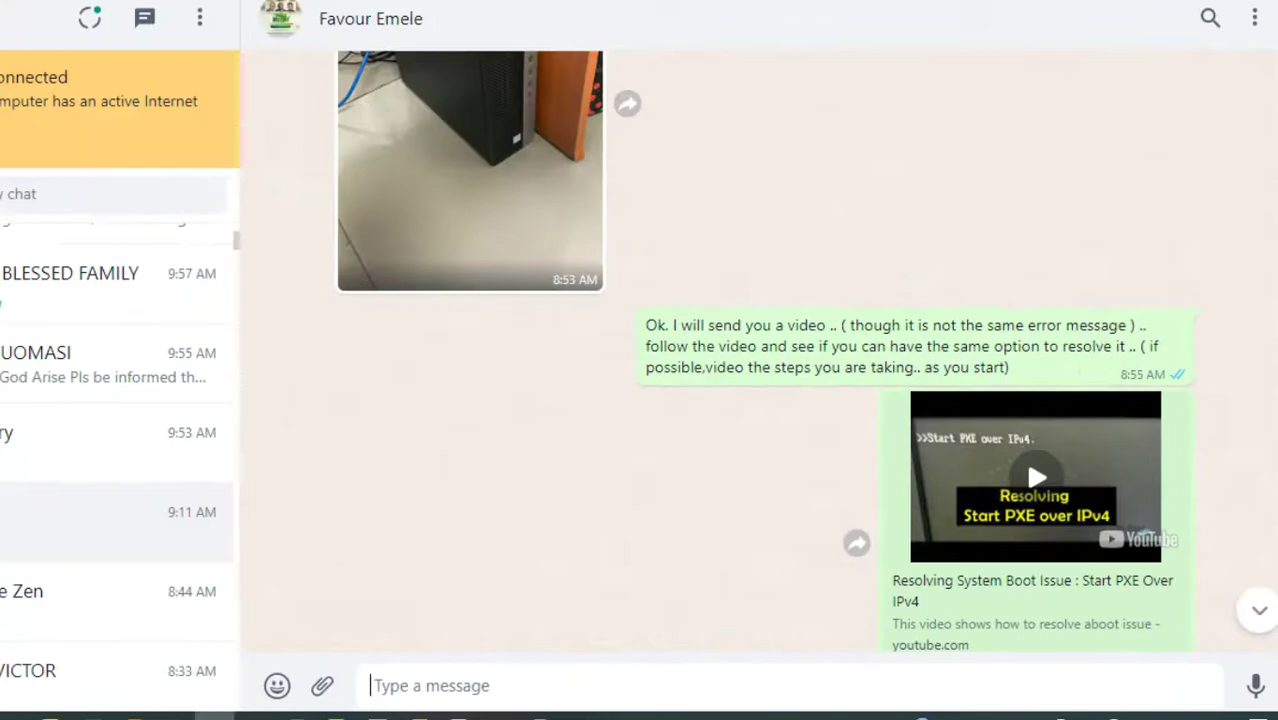 Favour Emele
onnected
mputer has an active Internet
y chat
BLESSED FAMILY 9:57 AM
UOMASI 9:55 AM
God Arise Pls be informed th...
ry 9:53 AM
9:11 AM
e Zen 8:44 AM
VICTOR 8:33 AM
8:53 AM
Ok. I will send you a video .. ( though it is not the same error message ) ..
follow the video and see if you can have the same option to resolve it .. ( if
possible,video the steps you are taking.. as you start)
8:55 AM
>>Start PXE over IPv4.
Resolving
Start PXE over IPv4
YouTube
Resolving System Boot Issue : Start PXE Over
IPv4
This video shows how to resolve aboot issue -
youtube.com
Type a message